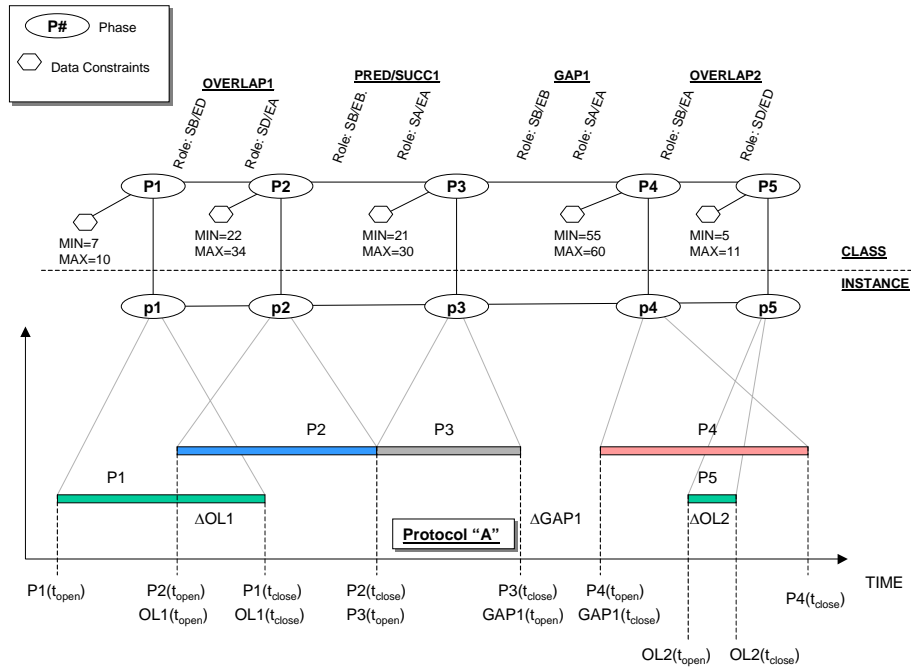 P# Phase
Data Constraints
OVERLAP1 PRED/SUCC1 GAP1 OVERLAP2
Role: SB/ED
Role: SD/EA
Role: SB/EB.
Role: SA/EA
Role: SB/EB
Role: SA/EA
Role: SB/EA
Role: SD/ED
P1 P2 P3 P4 P5
MIN=7
MAX=10
MIN=22
MAX=34
MIN=21
MAX=30
MIN=55
MAX=60
MIN=5
MAX=11
CLASS
INSTANCE
p1 p2 p3 p4 p5
P2 P3 P4
P1 P5
ΔOL1 ΔGAP1 ΔOL2
Protocol “A”
TIME
P1(topen)
P2(topen)
OL1(topen)
P1(tclose)
OL1(tclose)
P2(tclose)
P3(topen)
P3(tclose)
GAP1(topen)
P4(topen)
GAP1(tclose)
P4(tclose)
OL2(topen) OL2(tclose)